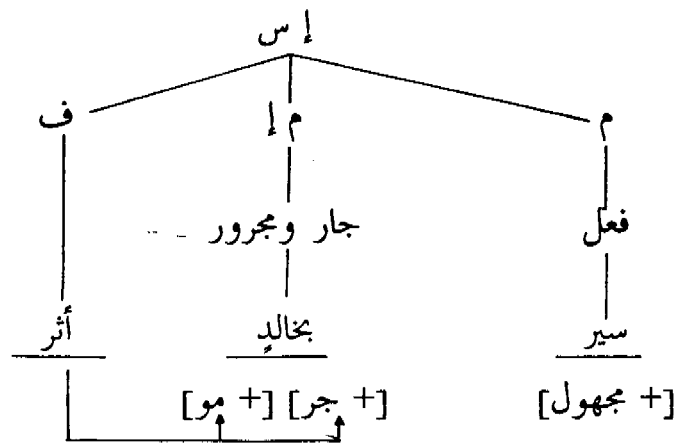 إ س
م م إ ف
فعل جار ومجرور
سير بخالدٍ أثر
[+ مجهول] [+ جر] [+ مو]